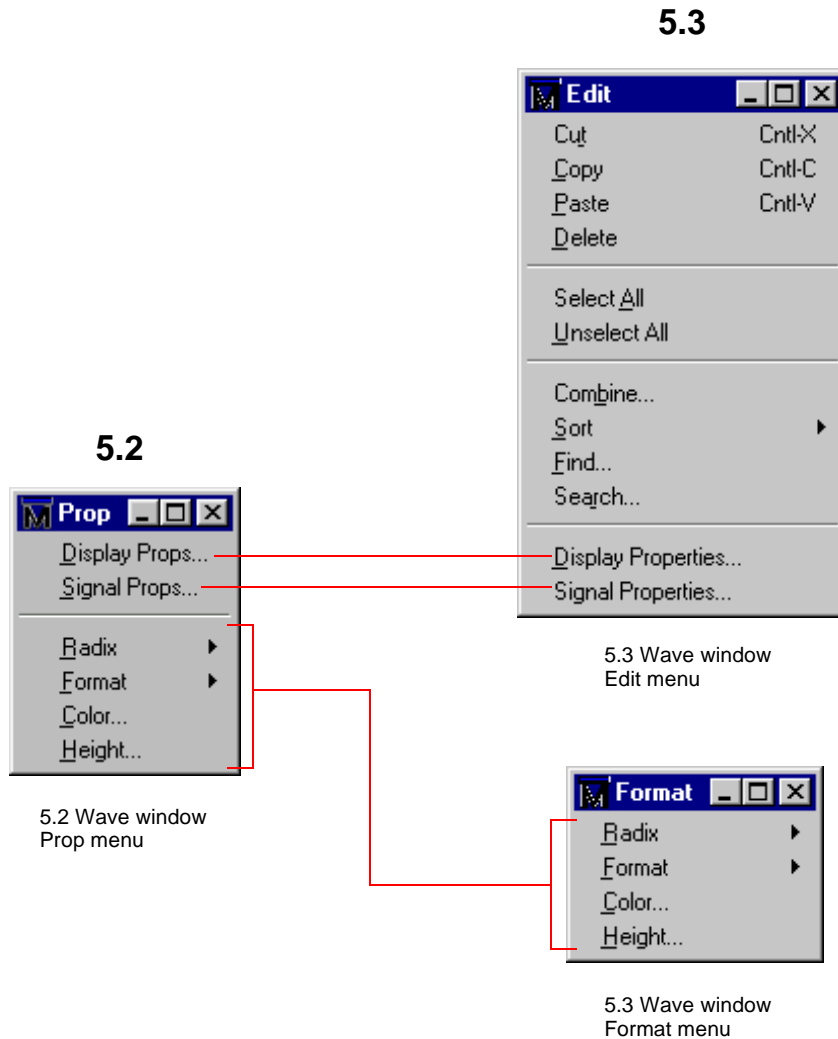 5.3
Edit
Cut Cntl-X
Copy Cntl-C
Paste Cntl-V
Delete
Select All
Unselect All
Combine...
Sort
Find...
Search...
Display Properties...
Signal Properties...
5.3 Wave window
Edit menu
5.2
Prop
Display Props...
Signal Props...
Radix
Format
Color...
Height...
5.2 Wave window
Prop menu
Format
Radix
Format
Color...
Height...
5.3 Wave window
Format menu